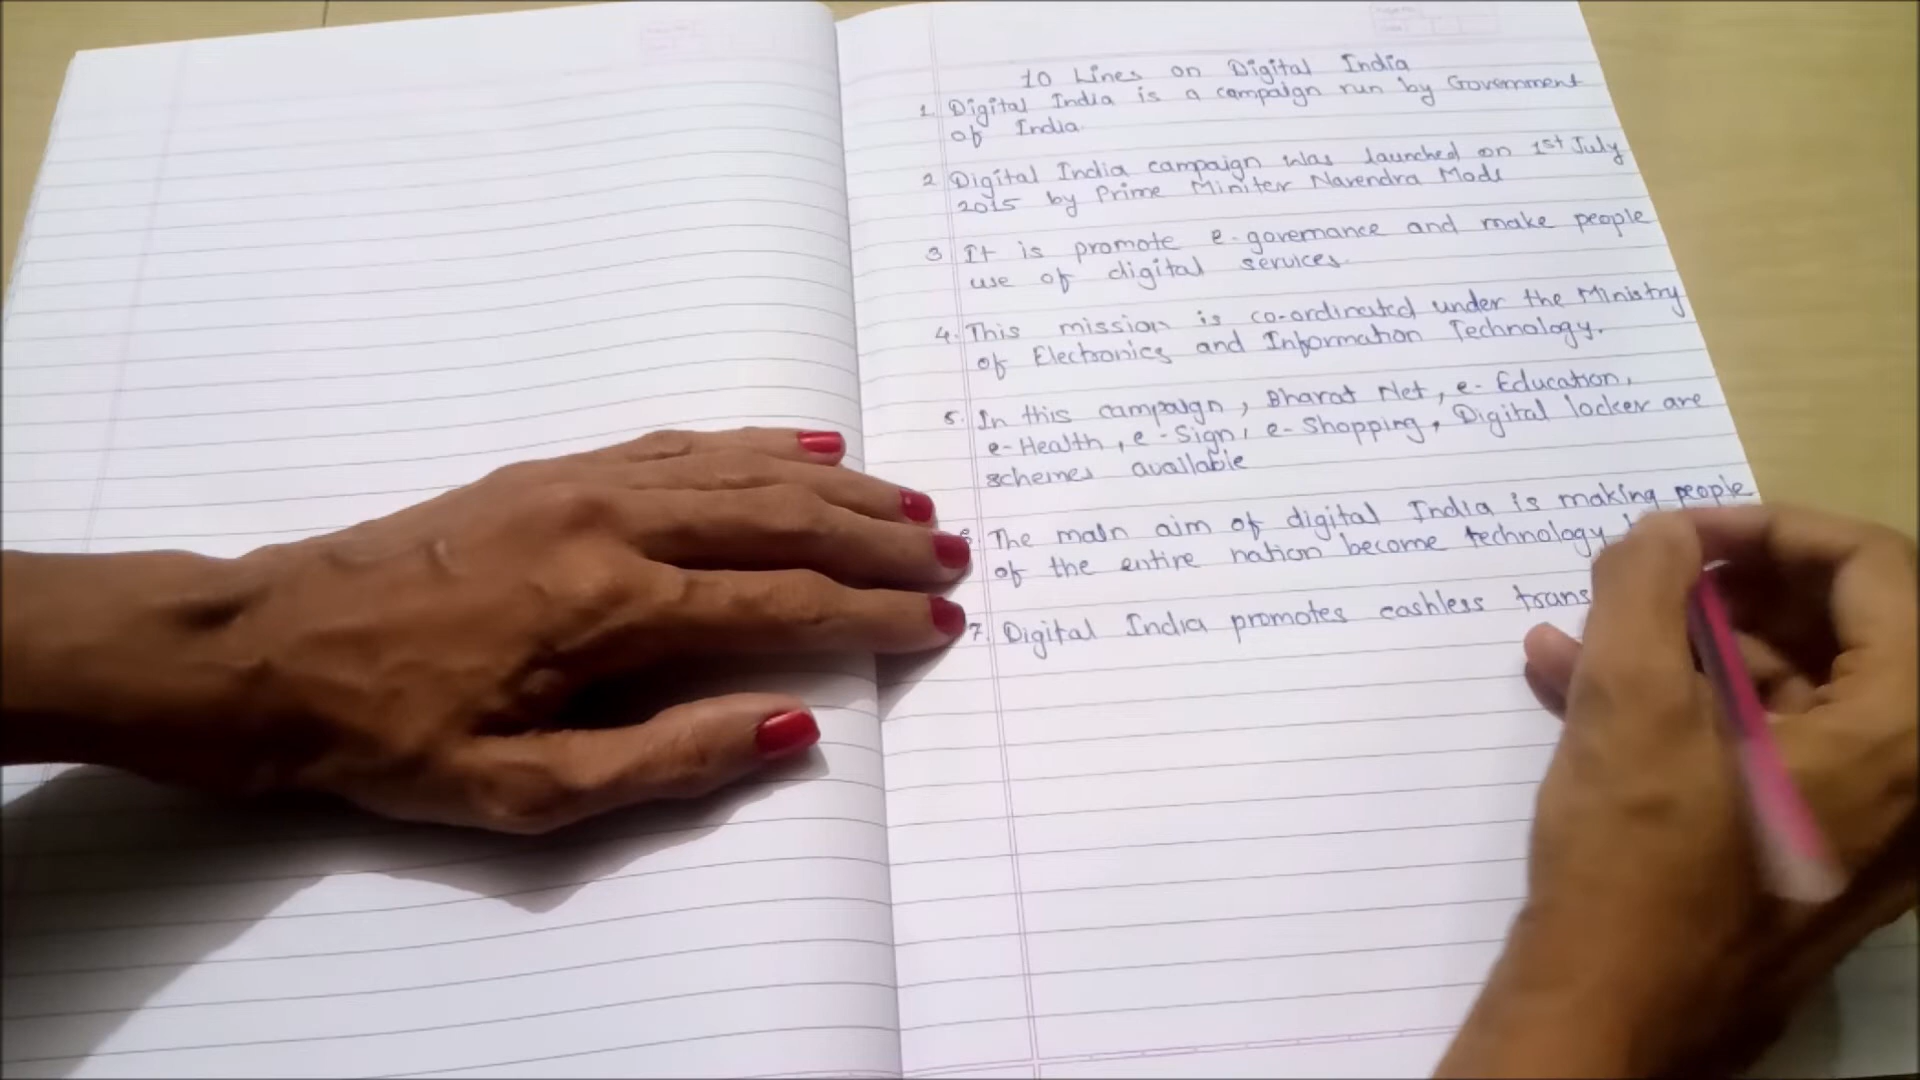 10 Lines on Digital India
1. Digital India is a campaign run by Government
of India.
2 Digital India campaign was launched on 1st July
2015 by Prime Miniter Narendra Modi
3 It is promote e-governance and make people
use of digital services.
4. This mission is co-ordinated under the Ministry
of Electronics and Information Technology.
5. In this campaign, Bharat Net, e-Education,
e-Health, e-Sign, e-Shopping, Digital locker are
schemes available
6 The main aim of digital India is making people
of the entire nation become technology
7. Digital India promotes cashless trans